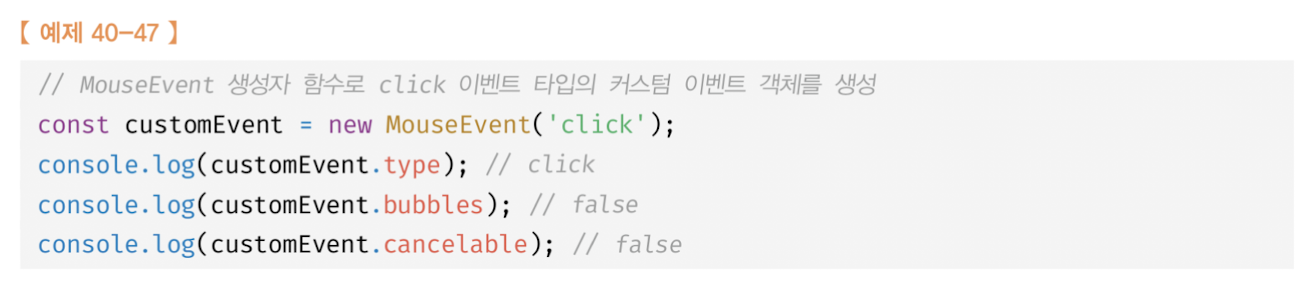 【 예제 40-47 】
// MouseEvent 생성자 함수로 click 이벤트 타입의 커스텀 이벤트 객체를 생성
const customEvent = new MouseEvent('click');
console.log(customEvent.type); // click
console.log(customEvent.bubbles); // false
console.log(customEvent.cancelable); // false